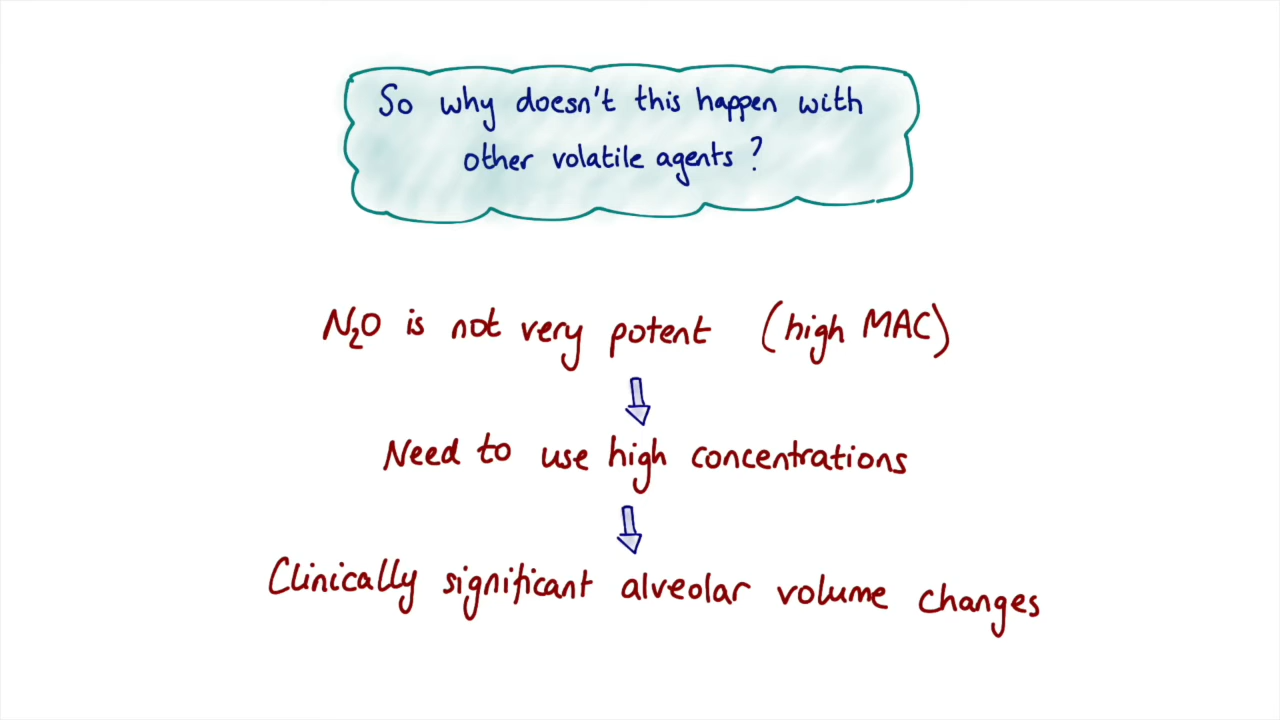 So why doesn't this happen with
other volatile agents ?
N₂O is not very potent (high MAC)
Need to use high concentrations
Clinically significant alveolar volume changes